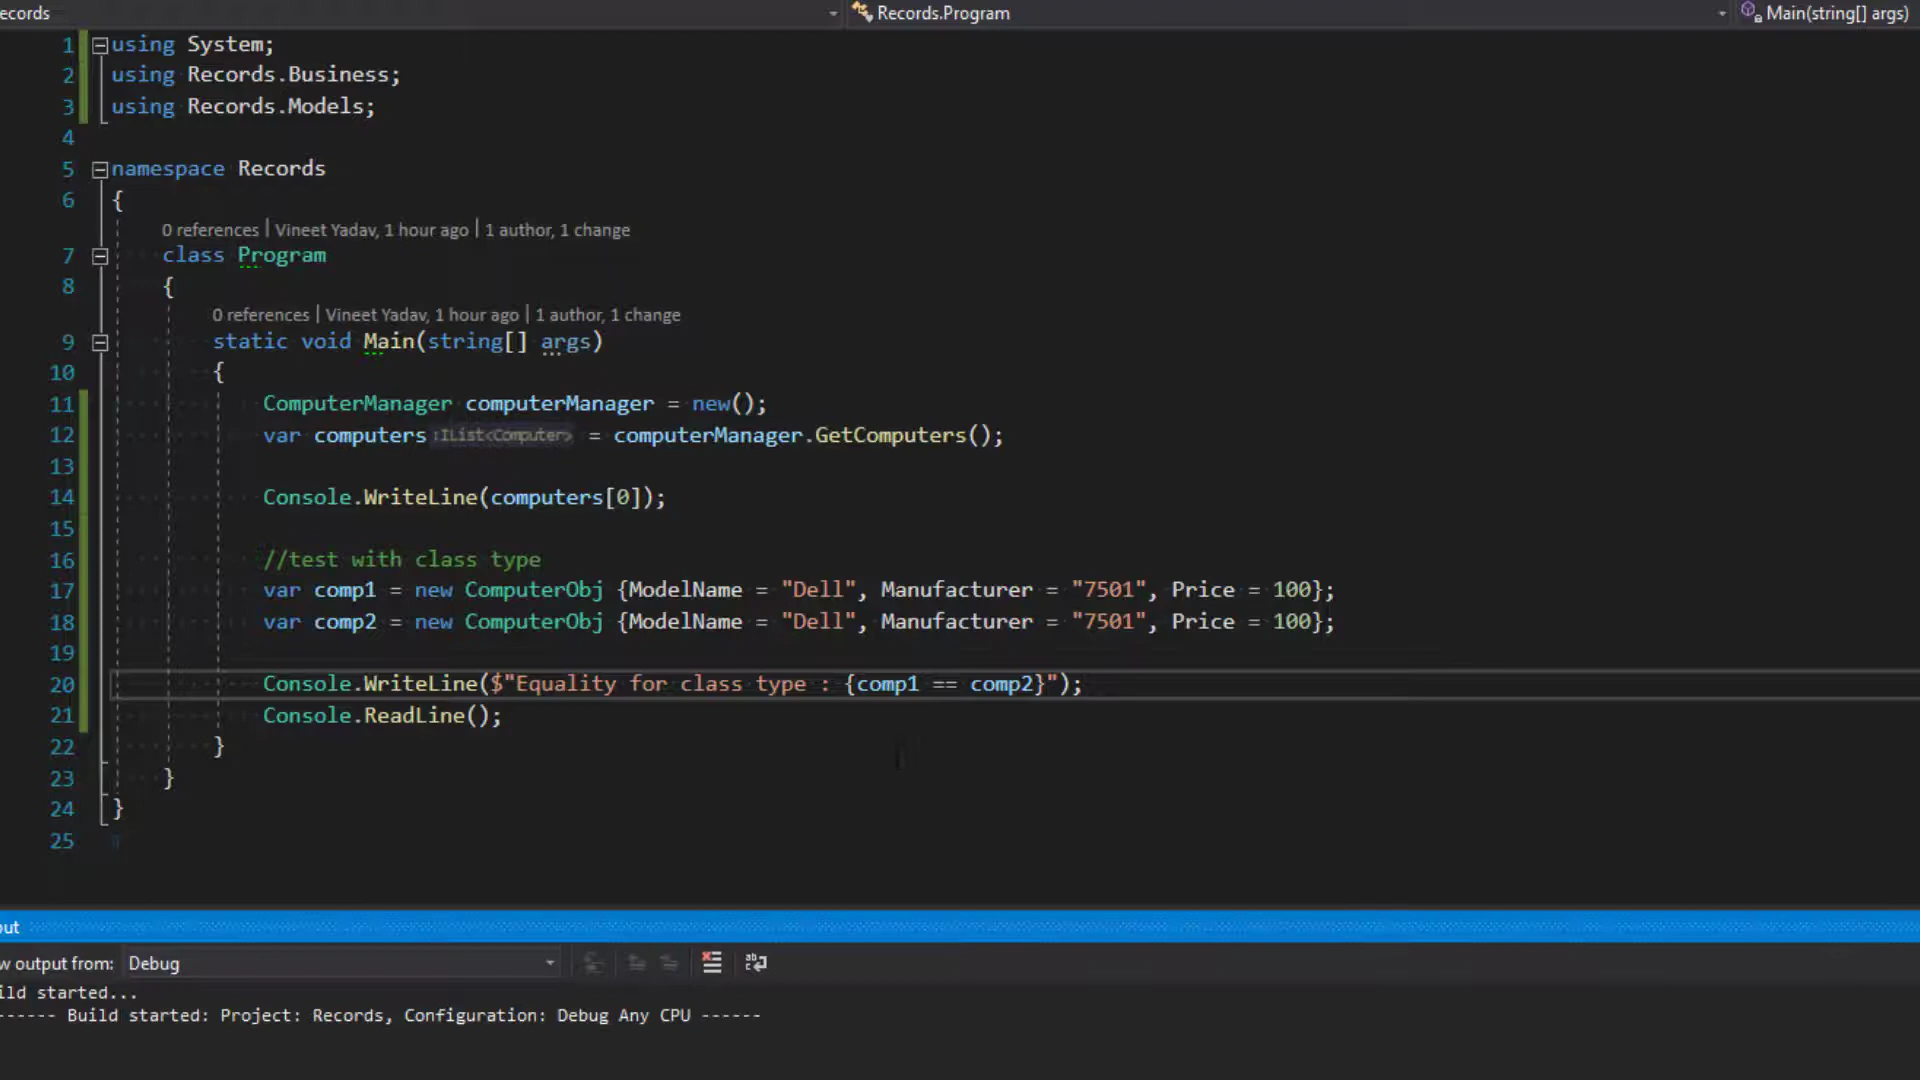 ecords Records.Program Main(string[] args)
1 using System;
2 using Records.Business;
3 using Records.Models;
4
5 namespace Records
6 {
0 references | Vineet Yadav, 1 hour ago | 1 author, 1 change
7 class Program
8 {
0 references | Vineet Yadav, 1 hour ago | 1 author, 1 change
9 static void Main(string[] args)
10 {
11 ComputerManager computerManager = new();
12 var computers :IList<Computer> = computerManager.GetComputers();
13
14 Console.WriteLine(computers[0]);
15
16 //test with class type
17 var comp1 = new ComputerObj {ModelName = "Dell", Manufacturer = "7501", Price = 100};
18 var comp2 = new ComputerObj {ModelName = "Dell", Manufacturer = "7501", Price = 100};
19
20 Console.WriteLine($"Equality for class type : {comp1 == comp2}");
21 Console.ReadLine();
22 }
23 }
24 }
25
out
w output from: Debug
ild started...
------ Build started: Project: Records, Configuration: Debug Any CPU ------